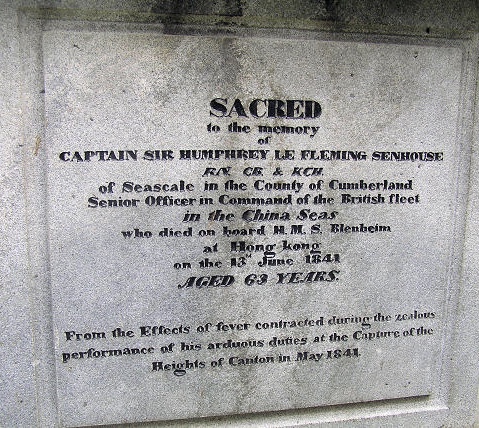 SACRED
to the memory
of
CAPTAIN SIR HUMPHREY LE FLEMING SENHOUSE
R.N. CB. & KCH.
of Seascale in the County of Cumberland
Senior Officer in Command of the British fleet
in the China Seas
who died on board H.M.S. Blenheim
at Hong-kong
on the 13th June 1841
AGED 63 YEARS.
From the Effects of fever contracted during the zealous
performance of his arduous duties at the Capture of the
Heights of Canton in May 1841.